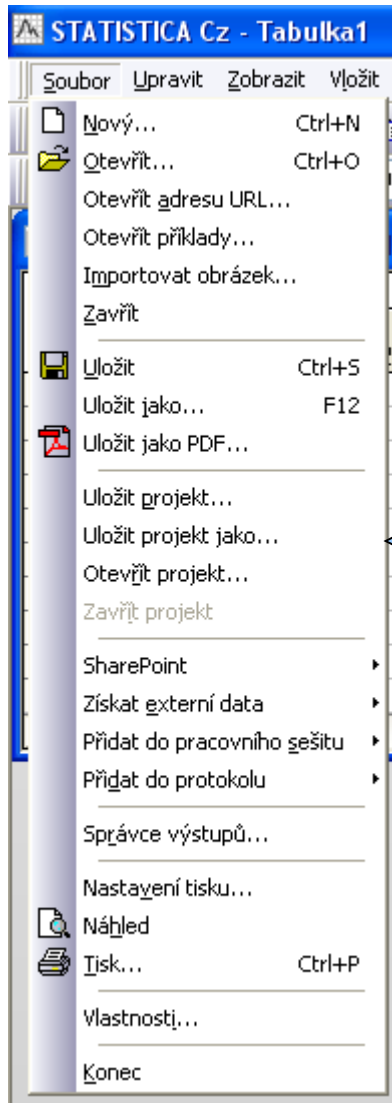 STATISTICA Cz - Tabulka1
Soubor Upravit Zobrazit Vložit
Nový... Ctrl+N
Otevřít... Ctrl+O
Otevřít adresu URL...
Otevřít příklady...
Importovat obrázek...
Zavřít
Uložit Ctrl+S
Uložit jako... F12
Uložit jako PDF...
Uložit projekt...
Uložit projekt jako...
Otevřít projekt...
Zavřít projekt
SharePoint
Získat externí data
Přidat do pracovního sešitu
Přidat do protokolu
Správce výstupů...
Nastavení tisku...
Náhled
Tisk... Ctrl+P
Vlastnosti...
Konec